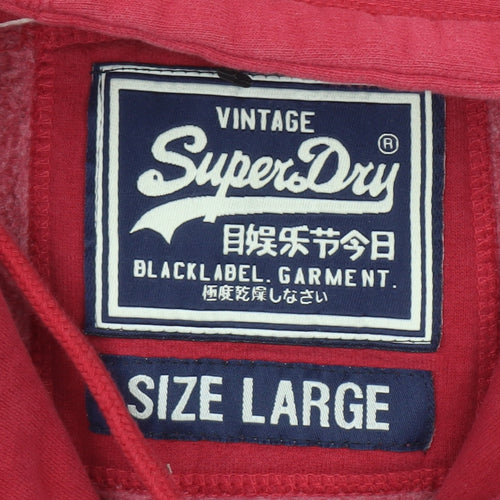 VINTAGE
SuperDry ®
目娱乐节今日
BLACKLABEL. GARMENT.
極度乾燥しなさい
SIZE LARGE